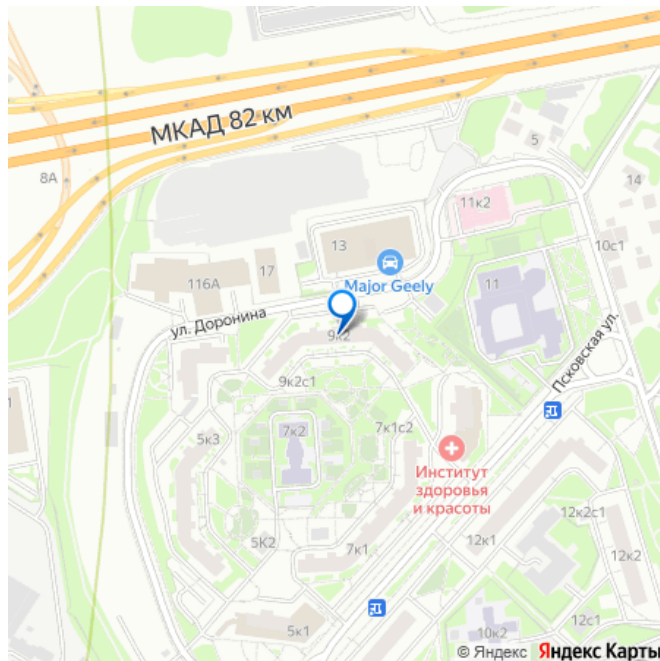 МКАД 82 км
8А
5
14
11к2
13
10с1
17
116А
Major Geely
11
ул. Доронина
9к2
Псковская ул.
9к2с1
7к2
7к1с2
5к3
1
Институт
здоровья
и красоты
12к2с1
5К2
7к1
12к1
12к2
12с1
5к1
10к2
© Яндекс Яндекс Карты